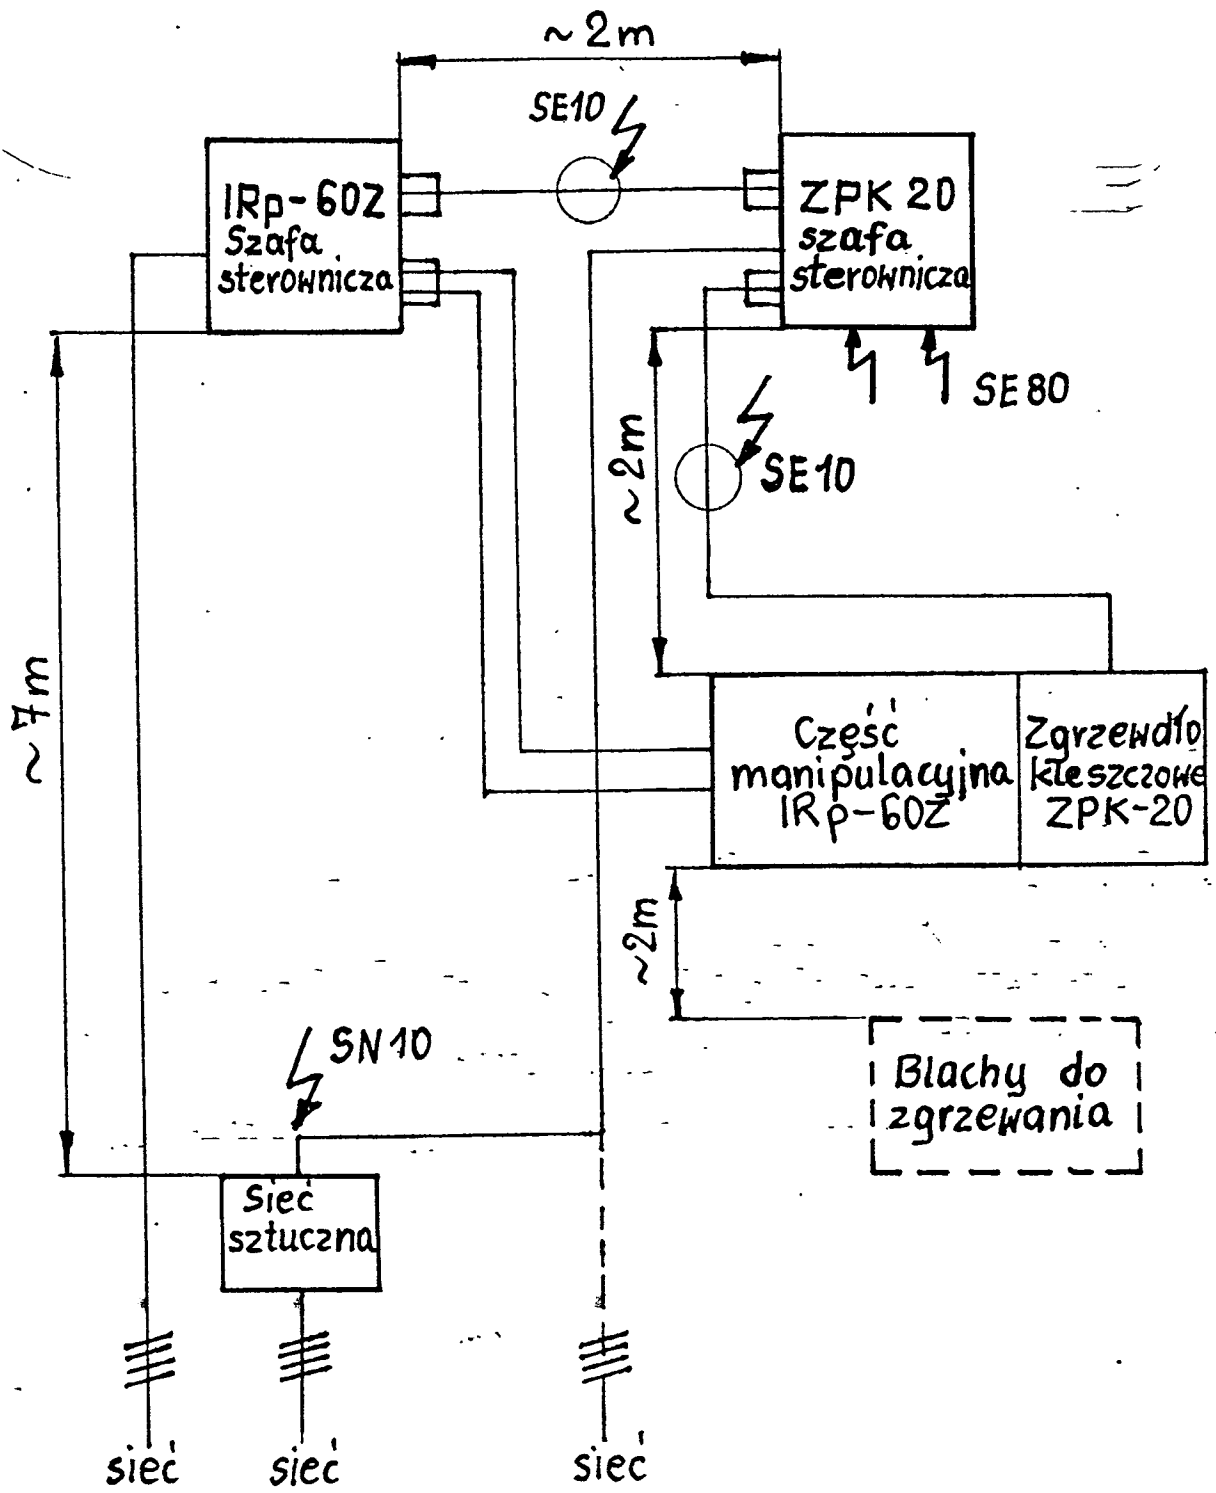 ~2m
SE10
IRp-60Z
Szafa
sterownicza
ZPK 20
szafa
sterownicza
SE80
~2m
SE10
~7m
Część
manipulacyjna
IRp-60Z
Zgrzewdło
kleszczowe
ZPK-20
~2m
SN10
Blachy do
zgrzewania
Sieć
sztuczna
sieć
sieć
sieć